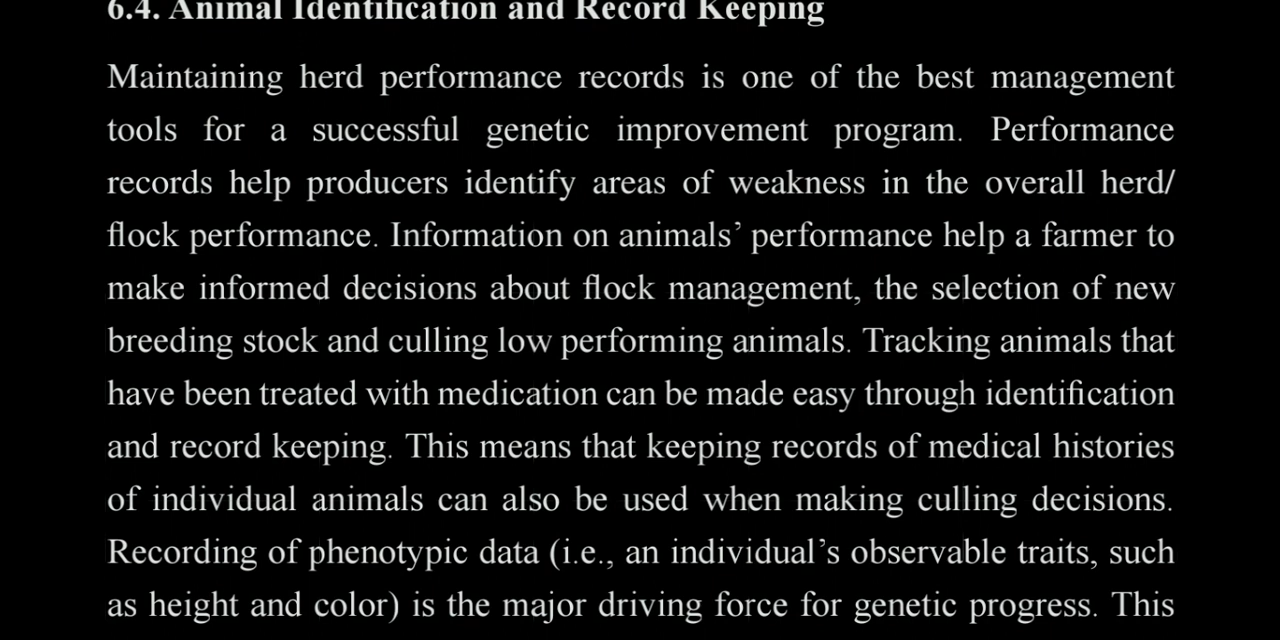 6.4. Animal Identification and Record Keeping
Maintaining herd performance records is one of the best management
tools for a successful genetic improvement program. Performance
records help producers identify areas of weakness in the overall herd/
flock performance. Information on animals’ performance help a farmer to
make informed decisions about flock management, the selection of new
breeding stock and culling low performing animals. Tracking animals that
have been treated with medication can be made easy through identification
and record keeping. This means that keeping records of medical histories
of individual animals can also be used when making culling decisions.
Recording of phenotypic data (i.e., an individual’s observable traits, such
as height and color) is the major driving force for genetic progress. This